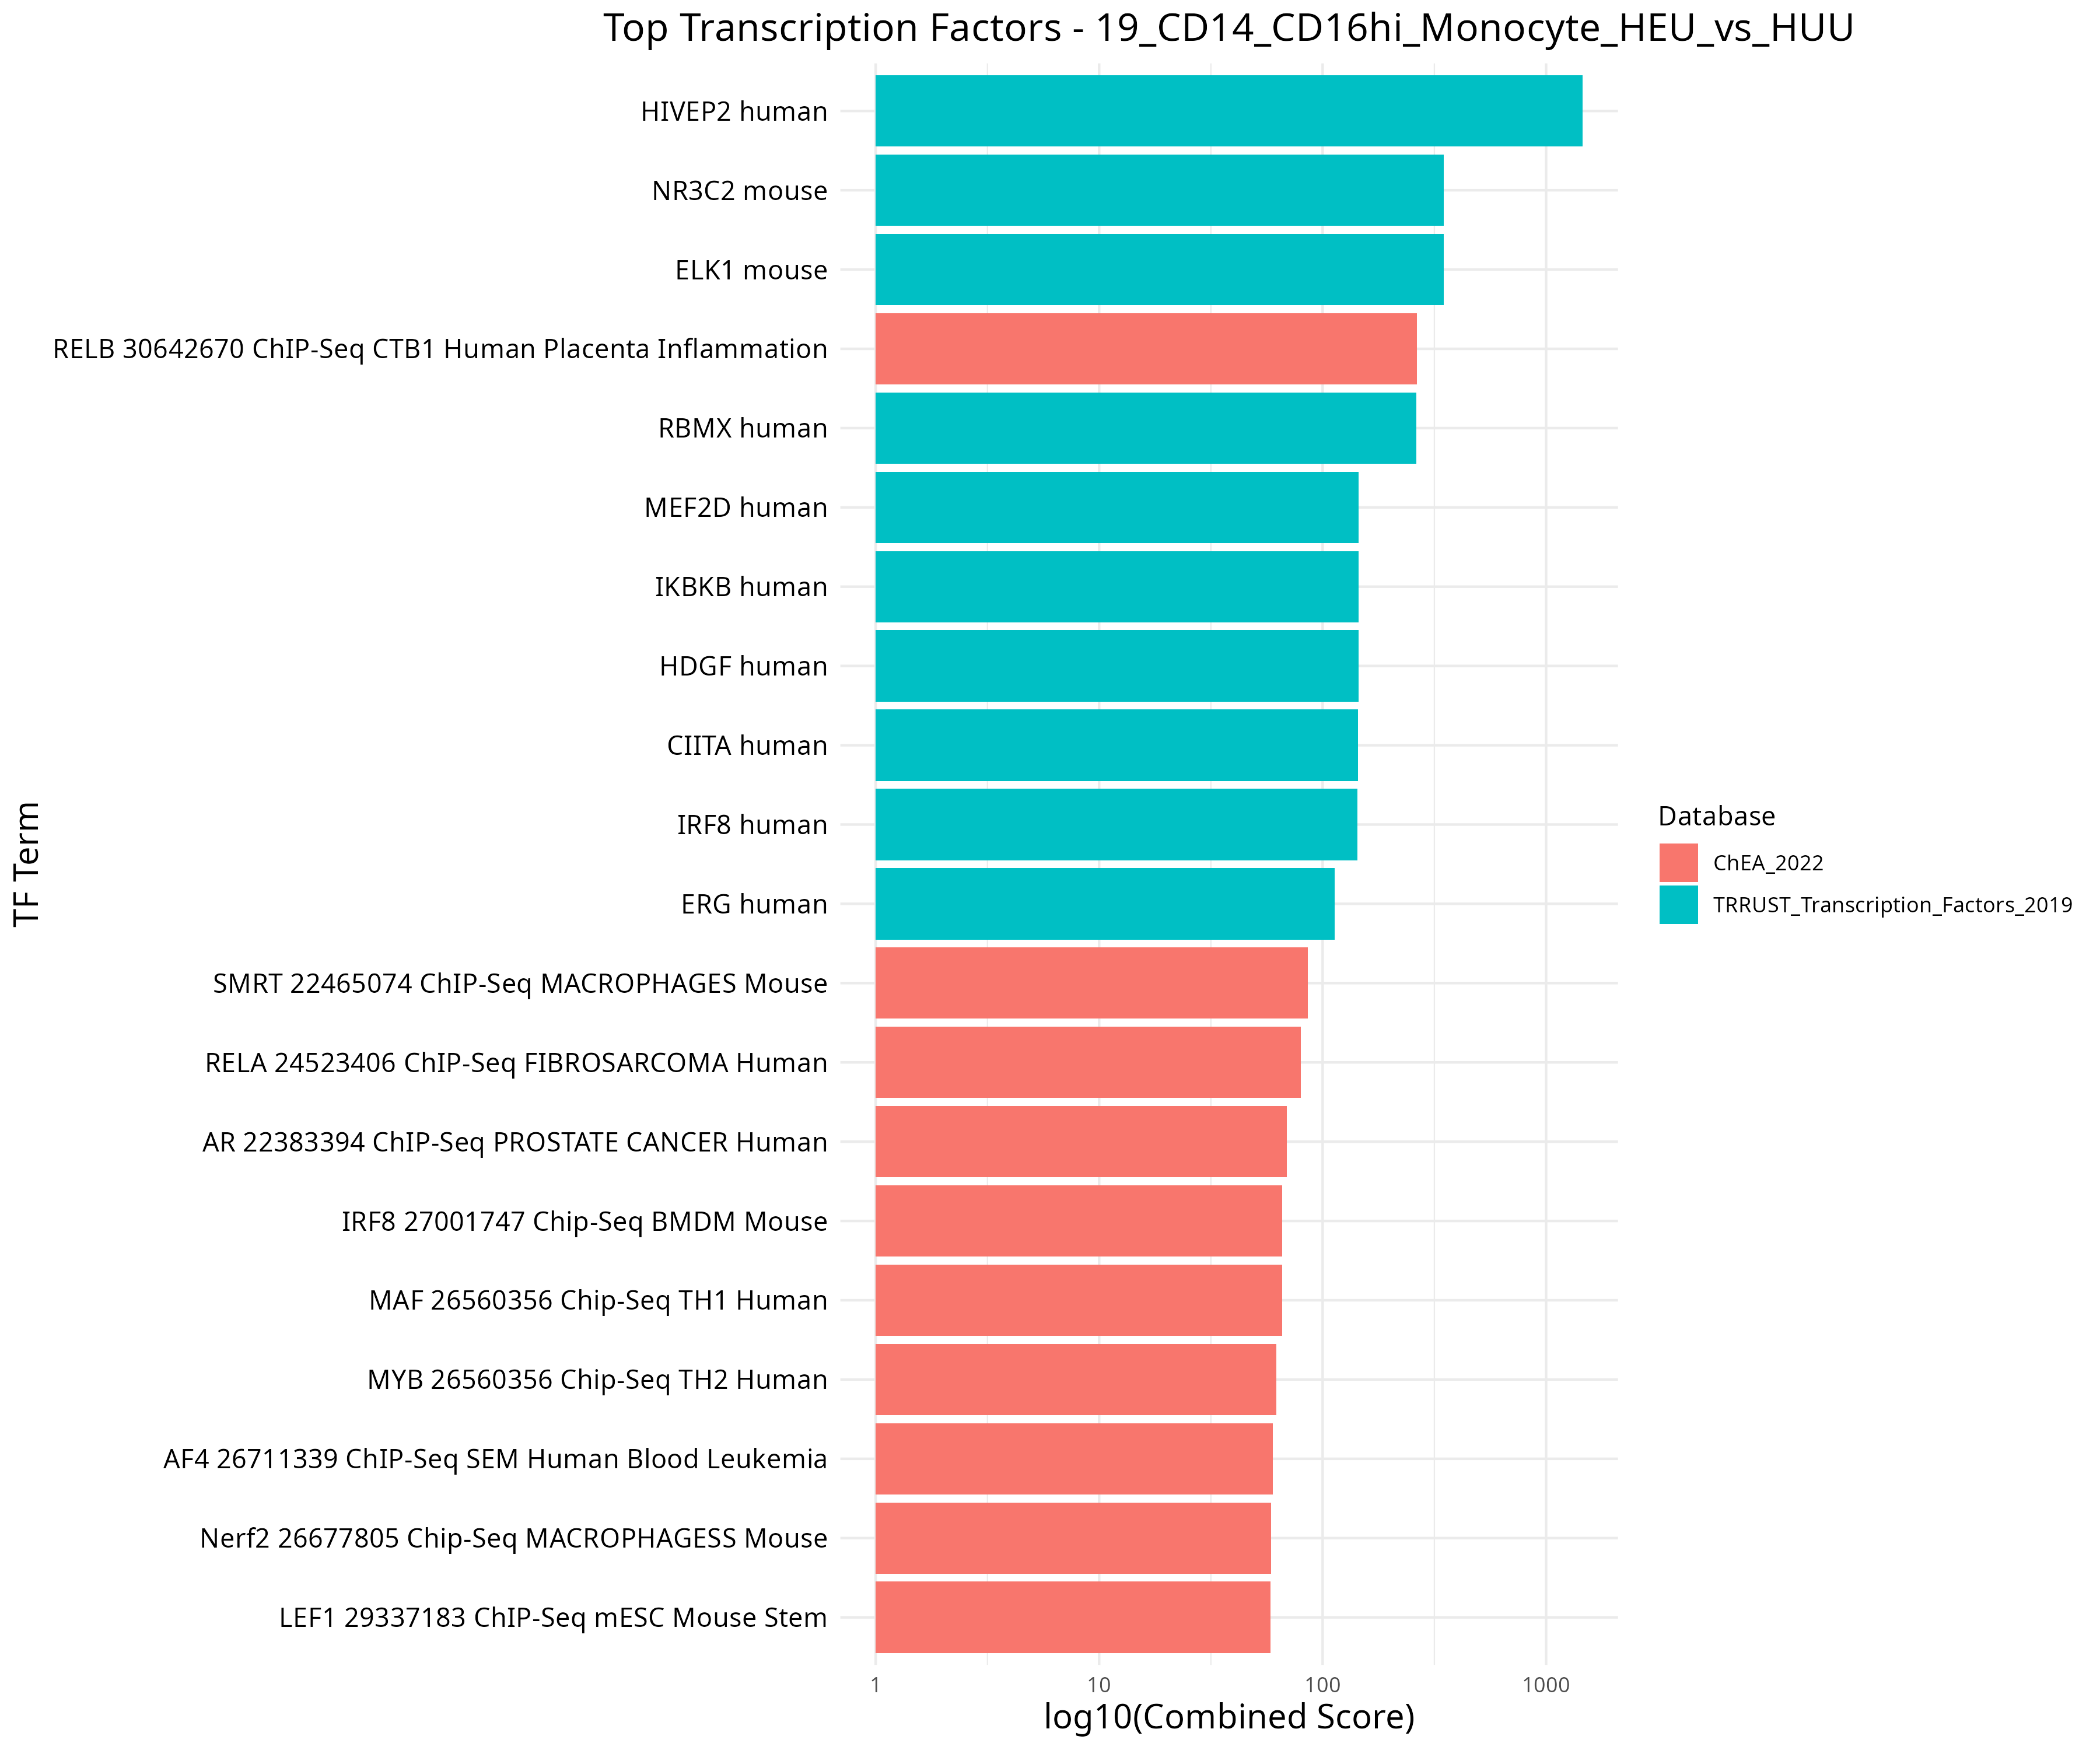 Top Transcription Factors - 19_CD14_CD16hi_Monocyte_HEU_vs_HUU
TF Term
HIVEP2 human
NR3C2 mouse
ELK1 mouse
RELB 30642670 ChIP-Seq CTB1 Human Placenta Inflammation
RBMX human
MEF2D human
IKBKB human
HDGF human
CIITA human
IRF8 human
ERG human
SMRT 22465074 ChIP-Seq MACROPHAGES Mouse
RELA 24523406 ChIP-Seq FIBROSARCOMA Human
AR 22383394 ChIP-Seq PROSTATE CANCER Human
IRF8 27001747 Chip-Seq BMDM Mouse
MAF 26560356 Chip-Seq TH1 Human
MYB 26560356 Chip-Seq TH2 Human
AF4 26711339 ChIP-Seq SEM Human Blood Leukemia
Nerf2 26677805 Chip-Seq MACROPHAGESS Mouse
LEF1 29337183 ChIP-Seq mESC Mouse Stem
1 10 100 1000
log10(Combined Score)
Database
ChEA_2022
TRRUST_Transcription_Factors_2019